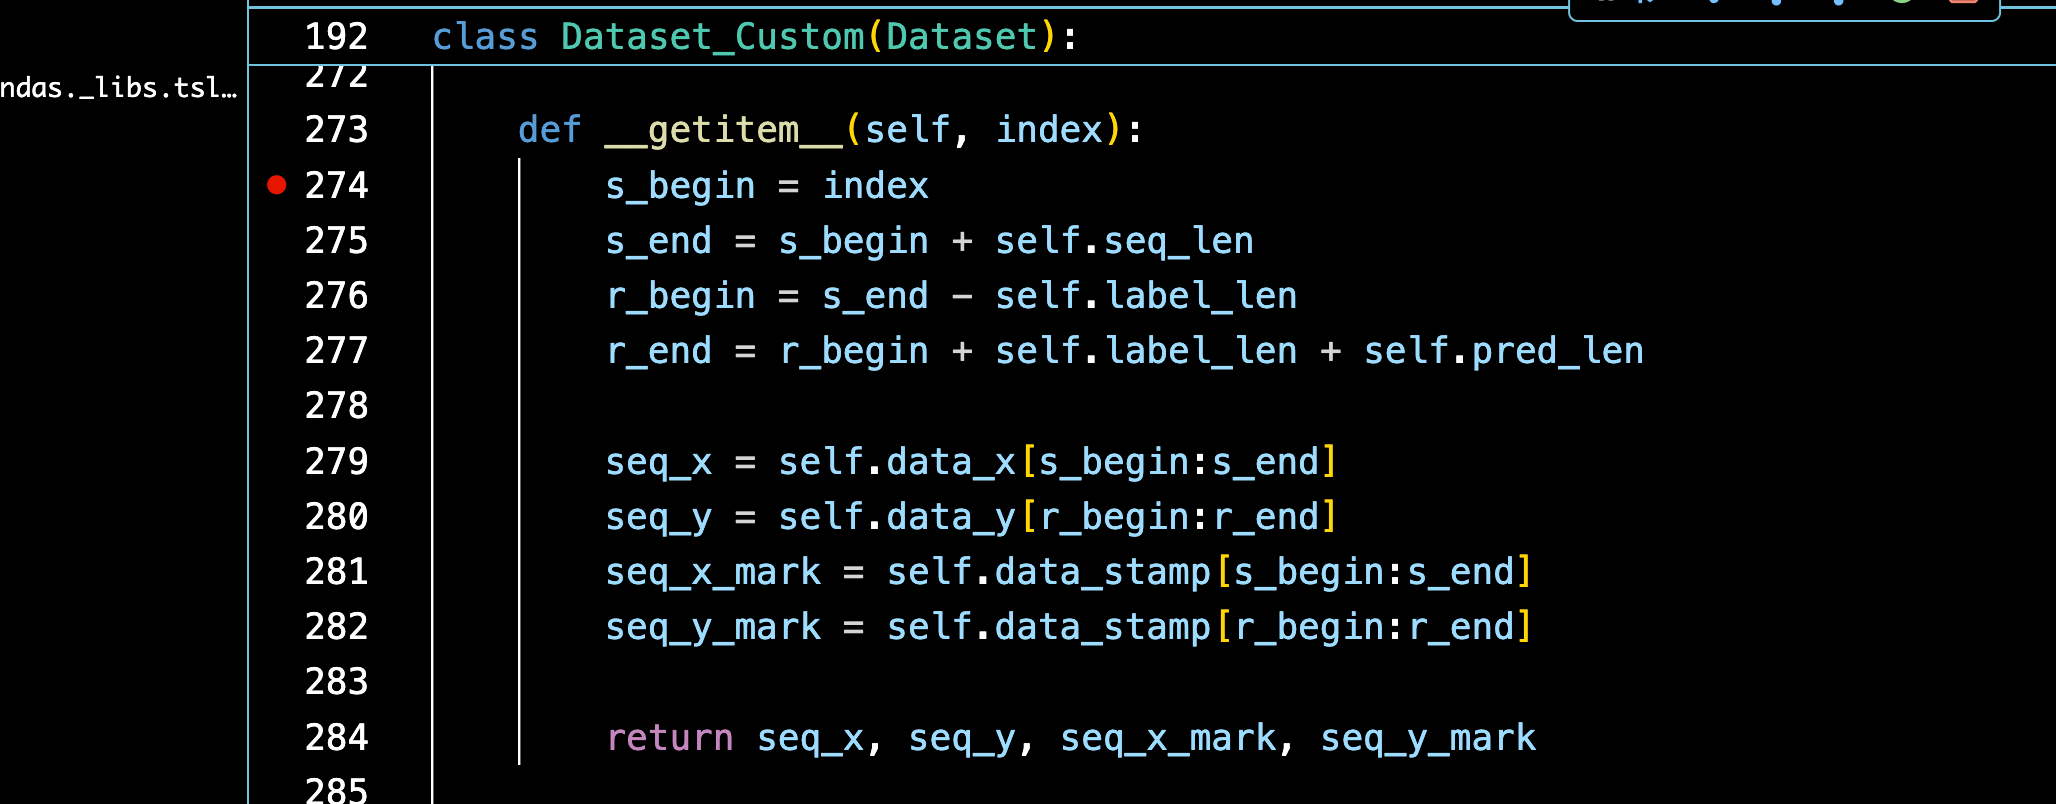 192 class Dataset_Custom(Dataset):
ndas._libs.tsl…
272
273 def __getitem__(self, index):
274 s_begin = index
275 s_end = s_begin + self.seq_len
276 r_begin = s_end - self.label_len
277 r_end = r_begin + self.label_len + self.pred_len
278
279 seq_x = self.data_x[s_begin:s_end]
280 seq_y = self.data_y[r_begin:r_end]
281 seq_x_mark = self.data_stamp[s_begin:s_end]
282 seq_y_mark = self.data_stamp[r_begin:r_end]
283
284 return seq_x, seq_y, seq_x_mark, seq_y_mark
285